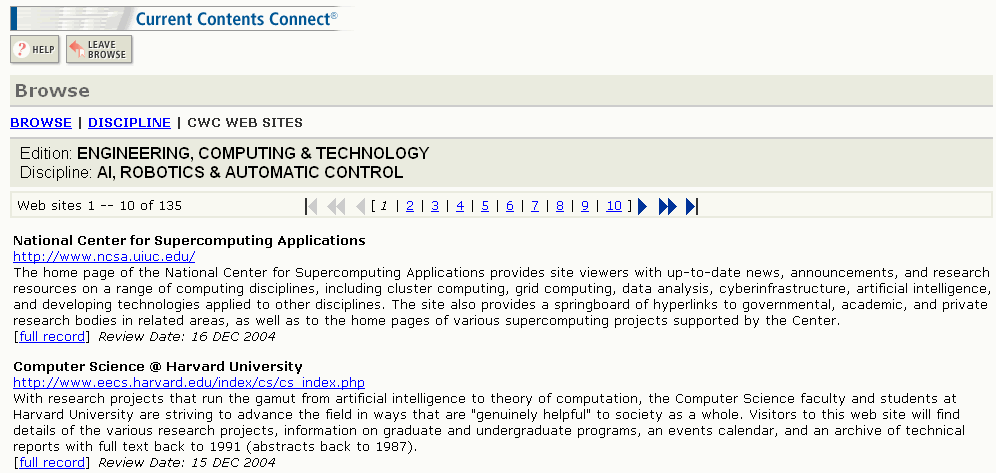 Current Contents Connect®
? HELP LEAVE BROWSE
Browse
BROWSE | DISCIPLINE | CWC WEB SITES
Edition: ENGINEERING, COMPUTING & TECHNOLOGY
Discipline: AI, ROBOTICS & AUTOMATIC CONTROL
Web sites 1 -- 10 of 135 [ 1 | 2 | 3 | 4 | 5 | 6 | 7 | 8 | 9 | 10 ]
National Center for Supercomputing Applications
http://www.ncsa.uiuc.edu/
The home page of the National Center for Supercomputing Applications provides site viewers with up-to-date news, announcements, and research
resources on a range of computing disciplines, including cluster computing, grid computing, data analysis, cyberinfrastructure, artificial intelligence,
and developing technologies applied to other disciplines. The site also provides a springboard of hyperlinks to governmental, academic, and private
research bodies in related areas, as well as to the home pages of various supercomputing projects supported by the Center.
[full record] Review Date: 16 DEC 2004
Computer Science @ Harvard University
http://www.eecs.harvard.edu/index/cs/cs_index.php
With research projects that run the gamut from artificial intelligence to theory of computation, the Computer Science faculty and students at
Harvard University are striving to advance the field in ways that are "genuinely helpful" to society as a whole. Visitors to this web site will find
details of the various research projects, information on graduate and undergraduate programs, an events calendar, and an archive of technical
reports with full text back to 1991 (abstracts back to 1987).
[full record] Review Date: 15 DEC 2004